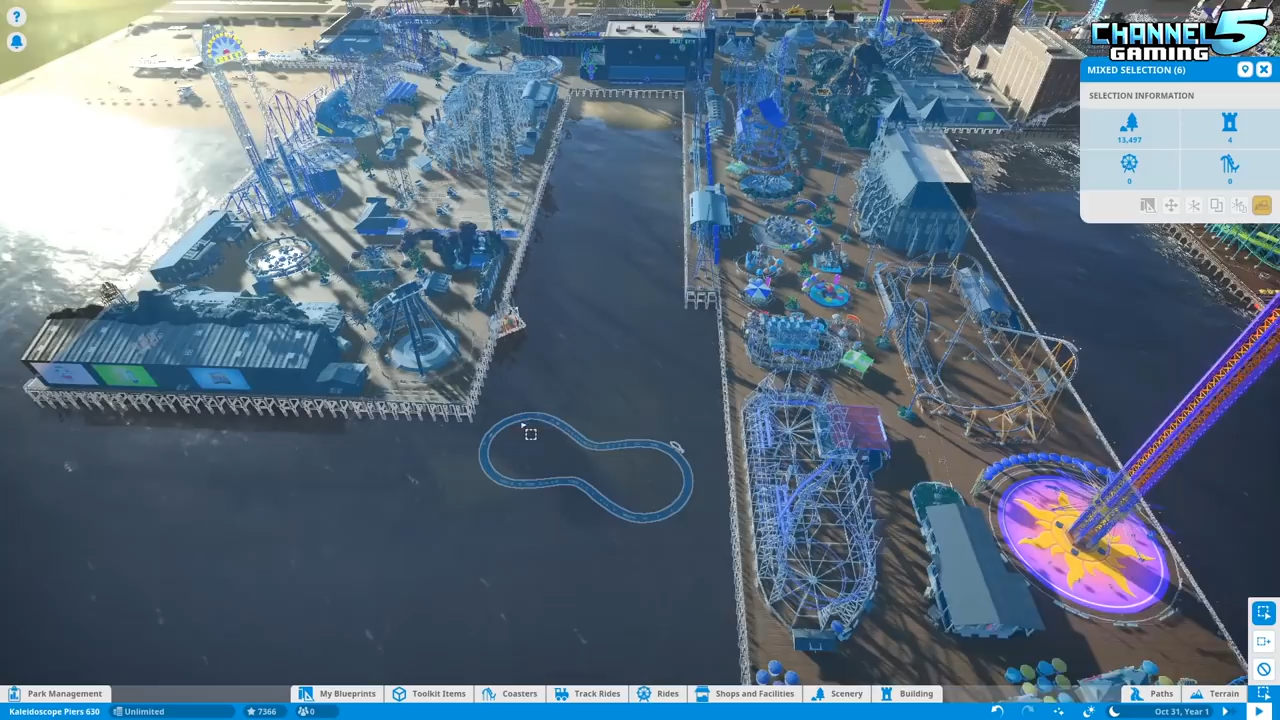 CHANNEL 5
GAMING
MIXED SELECTION (6)
SELECTION INFORMATION
13,497
4
0
0
Park Management
My Blueprints
Toolkit Items
Coasters
Track Rides
Rides
Shops and Facilities
Scenery
Building
Paths
Terrain
Kaleidoscope Piers 630
Unlimited
7366
0
Oct 31, Year 1